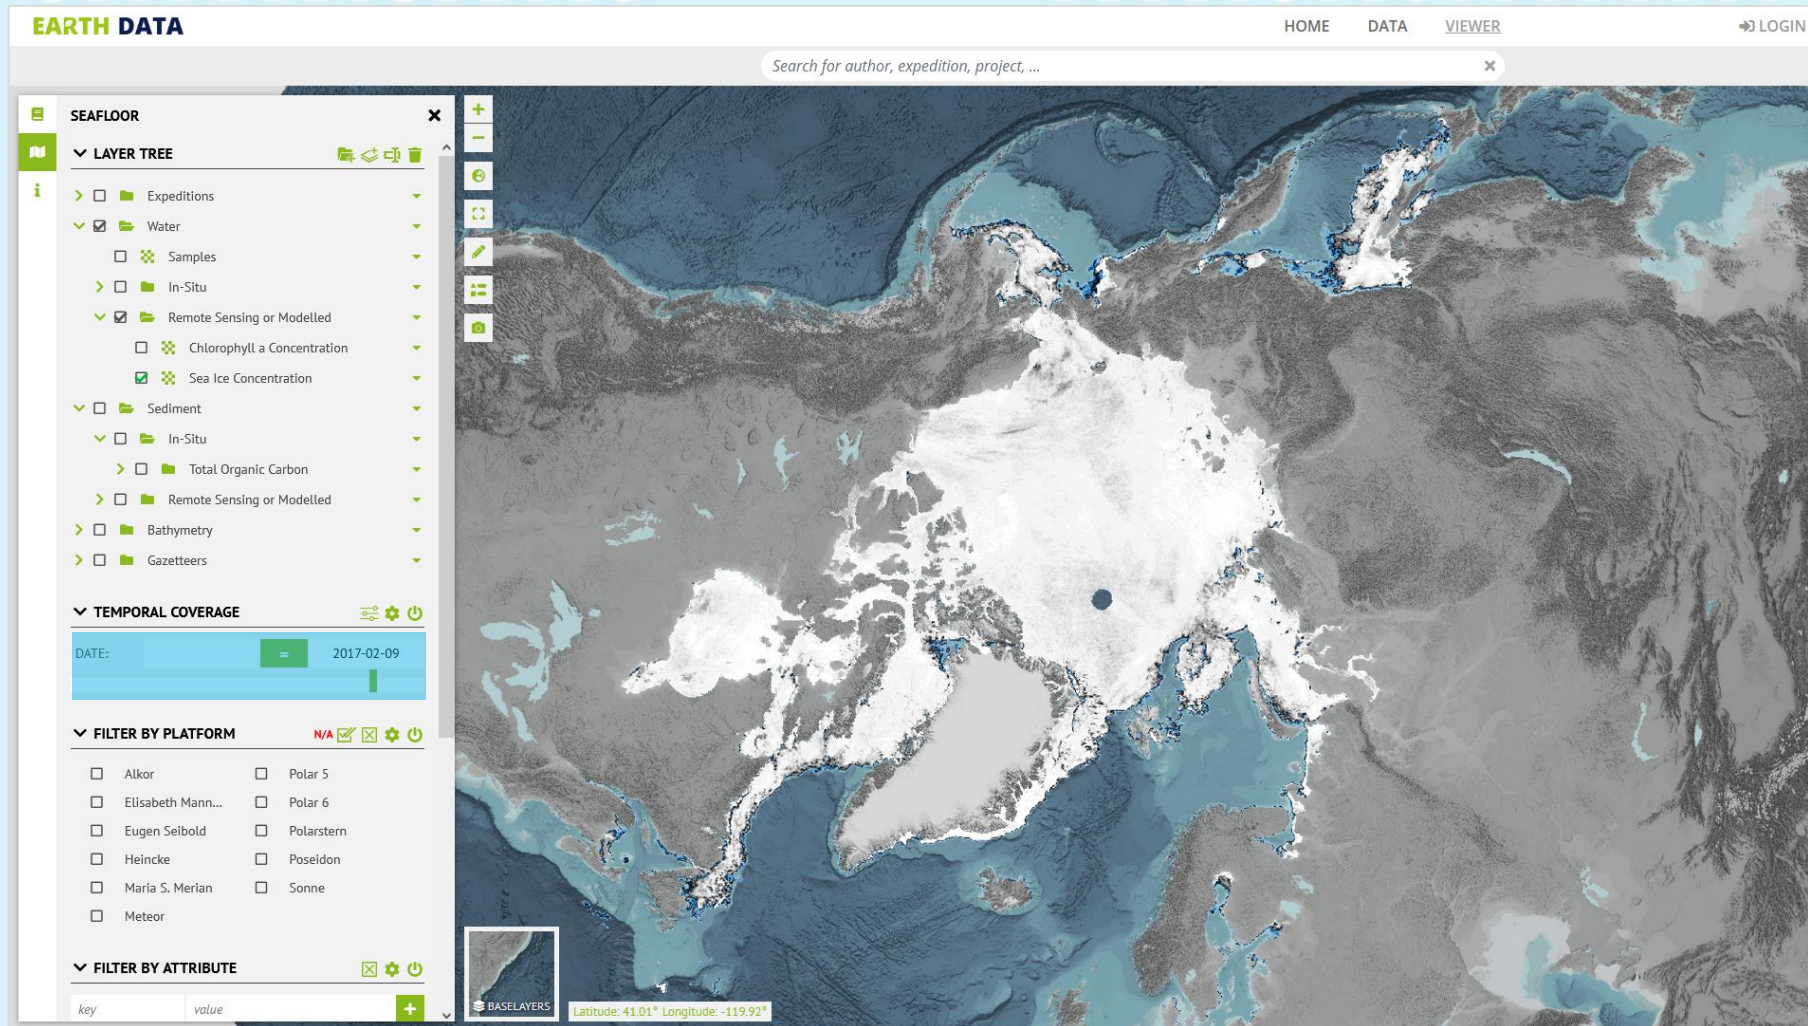 EARTH DATA
HOME DATA VIEWER LOGIN
Search for author, expedition, project, ...
SEAFLOOR
LAYER TREE
Expeditions
Water
Samples
In-Situ
Remote Sensing or Modelled
Chlorophyll a Concentration
Sea Ice Concentration
Sediment
In-Situ
Total Organic Carbon
Remote Sensing or Modelled
Bathymetry
Gazetteers
TEMPORAL COVERAGE
DATE: = 2017-02-09
FILTER BY PLATFORM N/A
Alkor Polar 5
Elisabeth Mann... Polar 6
Eugen Seibold Polarstern
Heincke Poseidon
Maria S. Merian Sonne
Meteor
FILTER BY ATTRIBUTE
key value +
BASELAYERS
Latitude: 41.01° Longitude: -119.92°